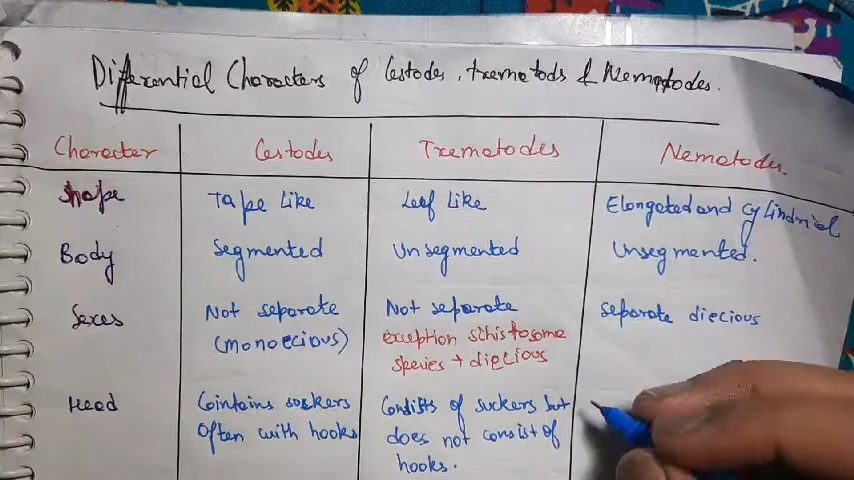 Differential Characters of Cestodes, trematods & Nematodes.
Character Cestodes Trematodes Nematodes.
Shape Tape Like Leaf Like Elongated and cylindrial
Body Segmented Unsegmented Unsegmented.
Sexes Not separate Not separate separate diecious
(monoecious) exception schistosome
species + diecious
Head Cointains suckers Condists of suckers but
Often with hooks does not consist of
hooks.